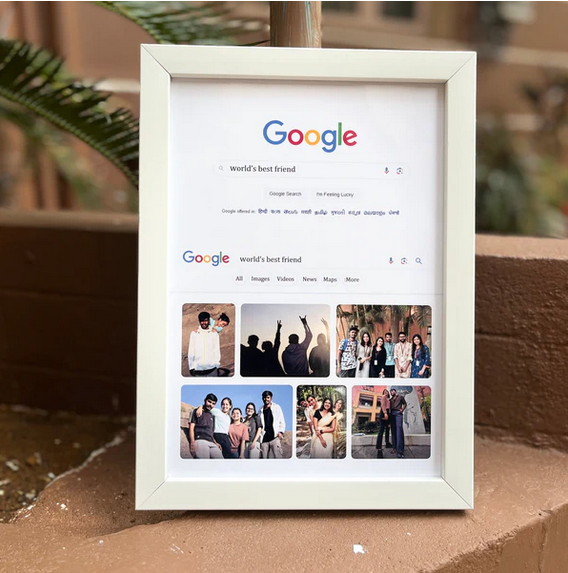 Google
world's best friend
Google Search I'm Feeling Lucky
Google offered in: हिन्दी বাংলা తెలుగు मराठी தமிழ் ગુજરાતી ಕನ್ನಡ മലയാളം ਪੰਜਾਬੀ
Google world's best friend
All Images Videos News Maps :More